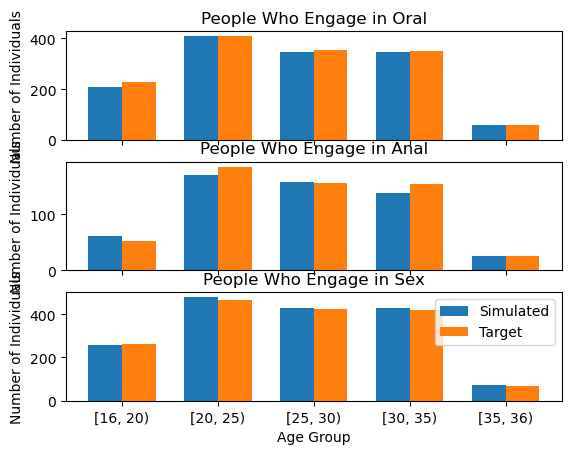 People Who Engage in Oral
Number of Individuals
400
200
0
People Who Engage in Anal
Number of Individuals
100
0
People Who Engage in Sex
Number of Individuals
400
200
0
Simulated
Target
[16, 20)
[20, 25)
[25, 30)
[30, 35)
[35, 36)
Age Group